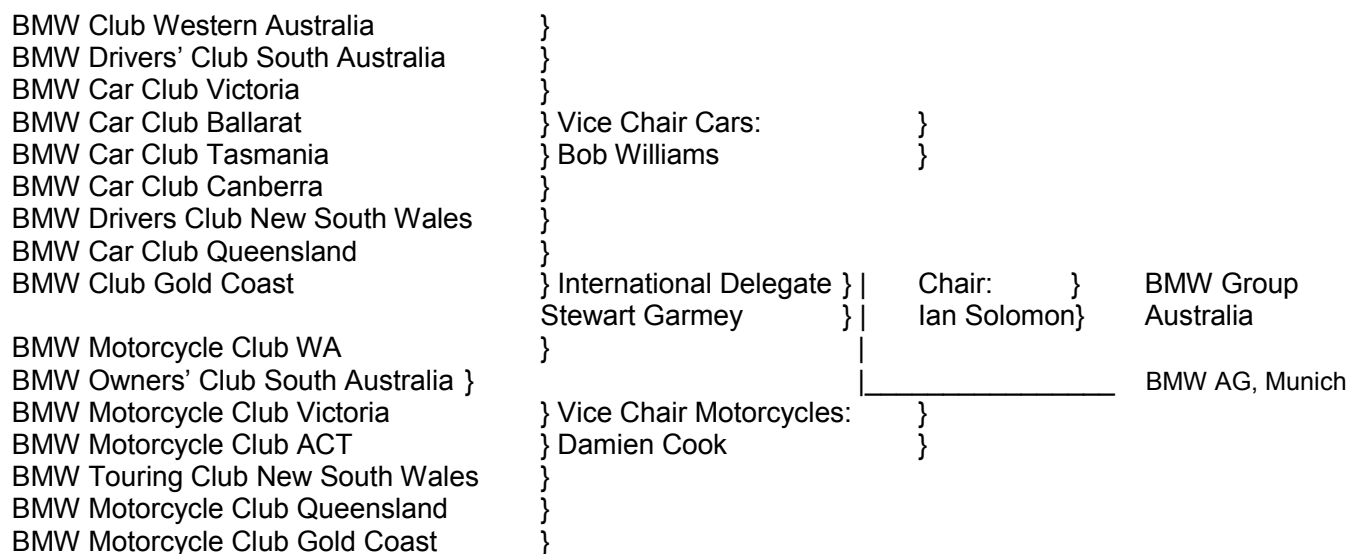 BMW Club Western Australia }
BMW Drivers’ Club South Australia }
BMW Car Club Victoria }
BMW Car Club Ballarat } Vice Chair Cars: }
BMW Car Club Tasmania } Bob Williams }
BMW Car Club Canberra }
BMW Drivers Club New South Wales }
BMW Car Club Queensland }
BMW Club Gold Coast } International Delegate } | Chair: } BMW Group
Stewart Garmey } | Ian Solomon} Australia
BMW Motorcycle Club WA } |
BMW Owners’ Club South Australia } |________________ BMW AG, Munich
BMW Motorcycle Club Victoria } Vice Chair Motorcycles: }
BMW Motorcycle Club ACT } Damien Cook }
BMW Touring Club New South Wales }
BMW Motorcycle Club Queensland }
BMW Motorcycle Club Gold Coast }